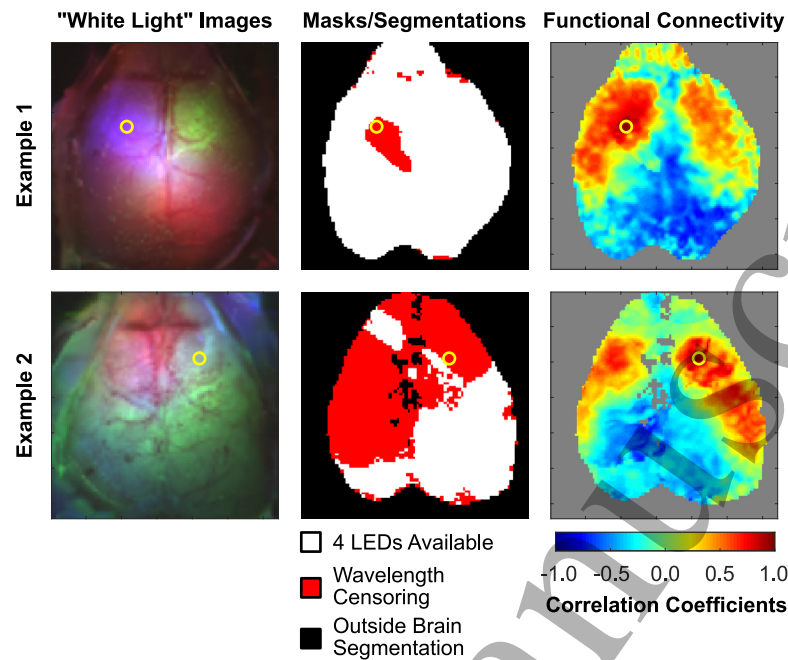 "White Light" Images
Masks/Segmentations
Functional Connectivity
Example 1
Example 2
4 LEDs Available
Wavelength
Censoring
Outside Brain
Segmentation
-1.0 -0.5 0.0 0.5 1.0
Correlation Coefficients